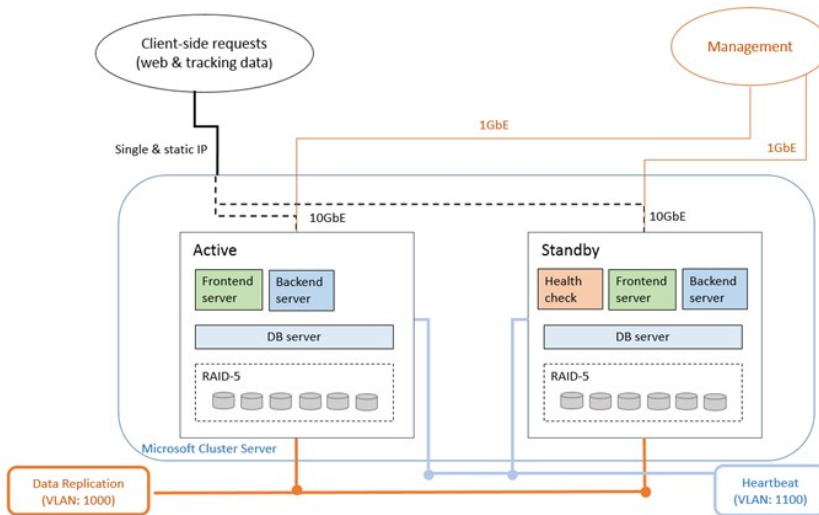 Client-side requests
(web & tracking data)
Management
1GbE
Single & static IP
1GbE
10GbE
10GbE
Active
Frontend
server
Backend
server
DB server
RAID-5
Standby
Health
check
Frontend
server
Backend
server
DB server
RAID-5
Microsoft Cluster Server
Data Replication
(VLAN: 1000)
Heartbeat
(VLAN: 1100)